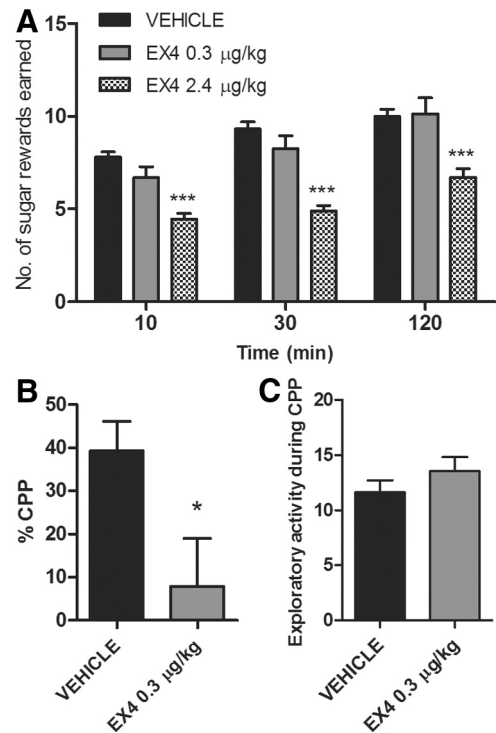 A
VEHICLE
EX4 0.3 µg/kg
EX4 2.4 µg/kg
No. of sugar rewards earned
15
10
5
0
***
***
***
10 30 120
Time (min)
B
% CPP
50
40
30
20
10
0
*
VEHICLE
EX4 0.3 µg/kg
C
Exploratory activity during CPP
20
15
10
5
0
VEHICLE
EX4 0.3 µg/kg